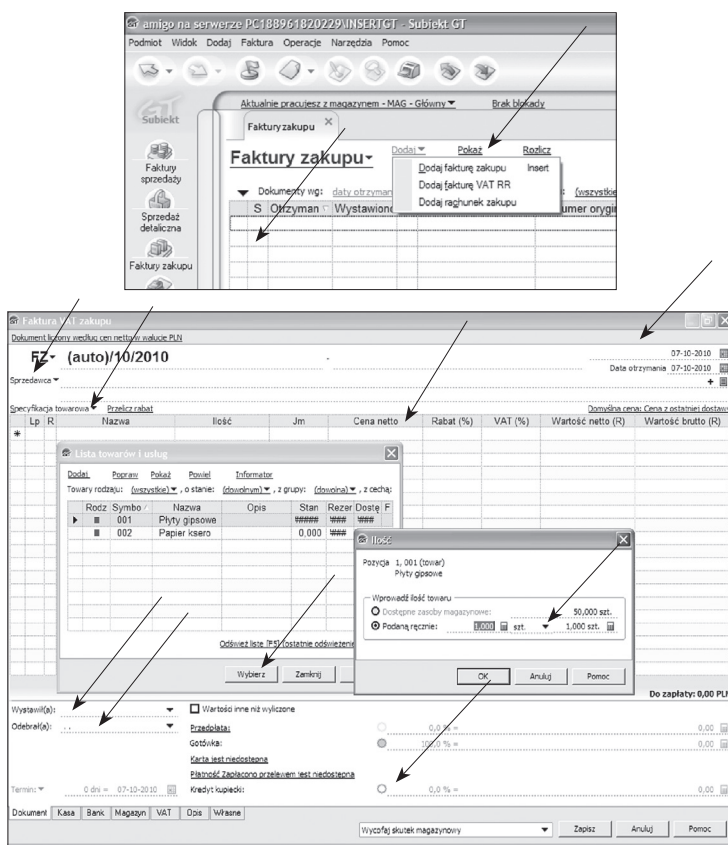 amigo na serwerze PC188961820229\INSERTGT - Subiekt GT
Podmiot Widok Dodaj Faktura Operacje Narzędzia Pomoc
Aktualnie pracujesz z magazynem - MAG - Główny Brak blokady
GT
Subiekt
Faktury zakupu
Faktury sprzedaży
Sprzedaż detaliczna
Faktury zakupu
Faktury zakupu
Dodaj Pokaż Rozlicz
Dodaj fakturę zakupu Insert
Dodaj fakturę VAT RR
Dodaj rachunek zakupu
Dokumenty wg: daty otrzyman (wszystkie
S Otrzyman Wystawiono umer orygin
Faktura VAT zakupu
Dokument liczony według cen netto w walucie PLN
FZ (auto)/10/2010
07-10-2010
Data otrzymania 07-10-2010
Sprzedawca
Specyfikacja towarowa Przelicz rabat Domyślna cena: Cena z ostatniej dostaw
Lp R Nazwa Ilość Jm Cena netto Rabat (%) VAT (%) Wartość netto (R) Wartość brutto (R)
Lista towarów i usług
Dodaj Popraw Pokaż Powiel Informator
Towary rodzaju: (wszystkie) , o stanie: (dowolnym) , z grupy: (dowolna) , z cechą:
Rodz Symbo Nazwa Opis Stan Rezer Dostę F
001 Płyty gipsowe ##### ### ###
002 Papier ksero 0,000 ###
Odśwież listę [F5] (ostatnie odświeżenie
Wybierz Zamknij
Ilość
Pozycja 1, 001 (towar)
Płyty gipsowe
Wprowadź ilość towaru
Dostępne zasoby magazynowe: 50,000 szt.
Podaną ręcznie: 1,000 szt. 1,000 szt.
OK Anuluj Pomoc
Do zapłaty: 0,00 PLN
Wystawił(a): Wartości inne niż wyliczone
Odebrał(a): . . Przedpłata: 0,0 % = 0,00
Gotówka: 100,0 % = 0,00
Karta jest niedostępna
Płatność Zapłacono przelewem jest niedostępna
Termin: 0 dni = 07-10-2010 Kredyt kupiecki: 0,0 % = 0,00
Dokument Kasa Bank Magazyn VAT Opis Własne
Wycofaj skutek magazynowy Zapisz Anuluj Pomoc